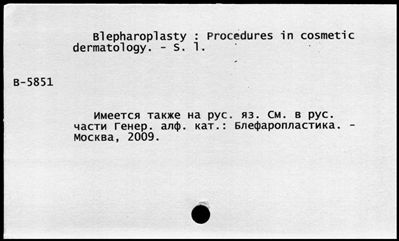 Blepharoplasty : Procedures in cosmetic
dermatology. - S. l.
B-5851
Имеется также на рус. яз. См. в рус.
части Генер. алф. кат.: Блефаропластика. -
Москва, 2009.